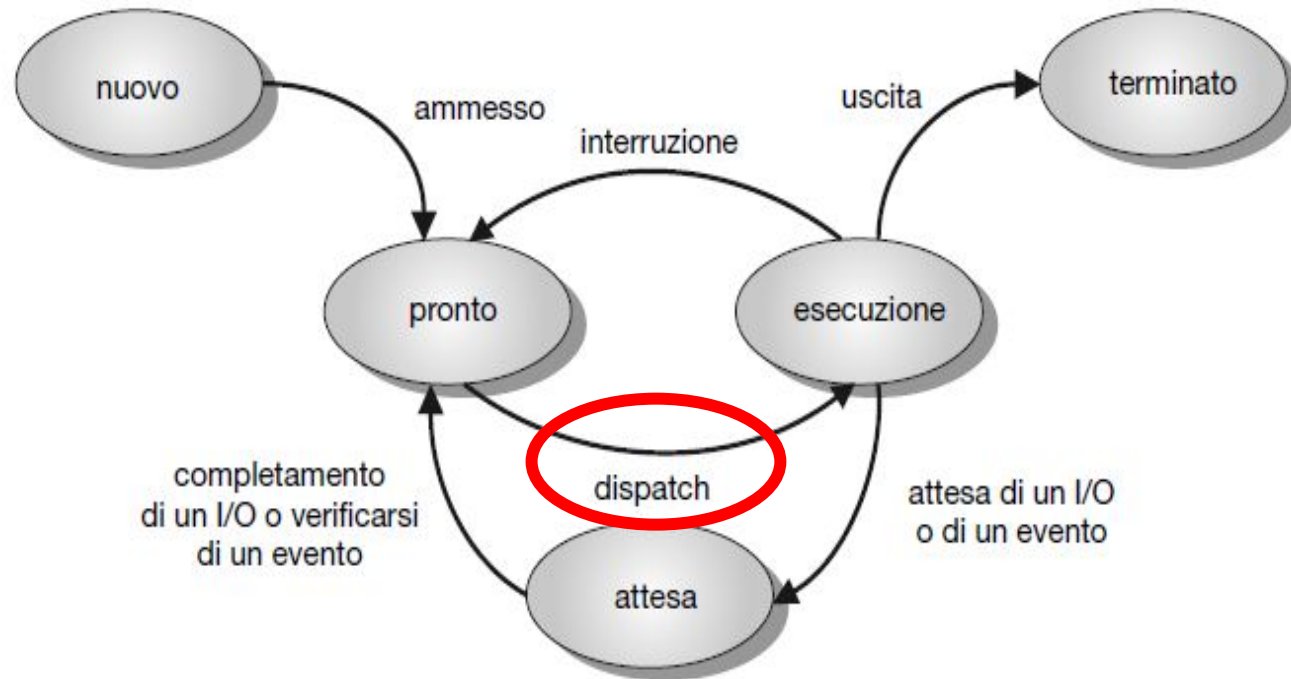 nuovo
terminato
ammesso
uscita
interruzione
pronto
esecuzione
dispatch
completamento
di un I/O o verificarsi
di un evento
attesa di un I/O
o di un evento
attesa